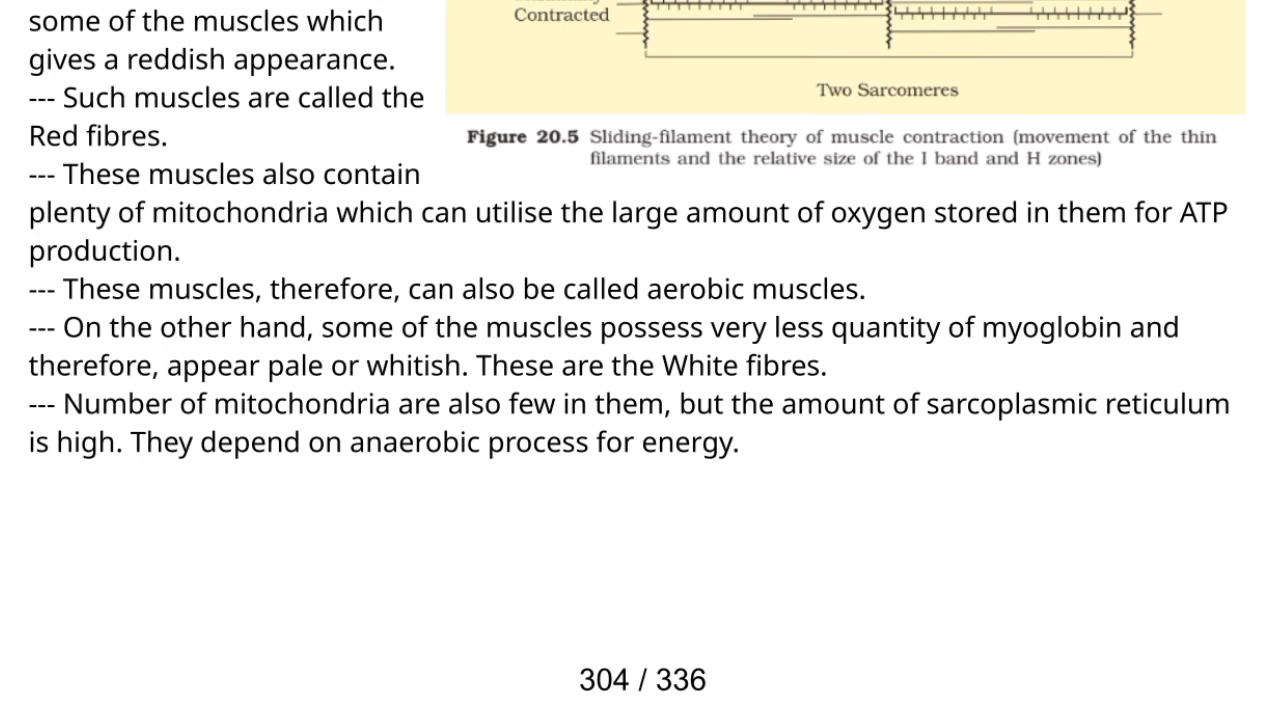 some of the muscles which
gives a reddish appearance.
--- Such muscles are called the
Red fibres.
--- These muscles also contain
plenty of mitochondria which can utilise the large amount of oxygen stored in them for ATP
production.
--- These muscles, therefore, can also be called aerobic muscles.
--- On the other hand, some of the muscles possess very less quantity of myoglobin and
therefore, appear pale or whitish. These are the White fibres.
--- Number of mitochondria are also few in them, but the amount of sarcoplasmic reticulum
is high. They depend on anaerobic process for energy.
Contracted
Two Sarcomeres
Figure 20.5 Sliding-filament theory of muscle contraction (movement of the thin
filaments and the relative size of the I band and H zones)
304 / 336